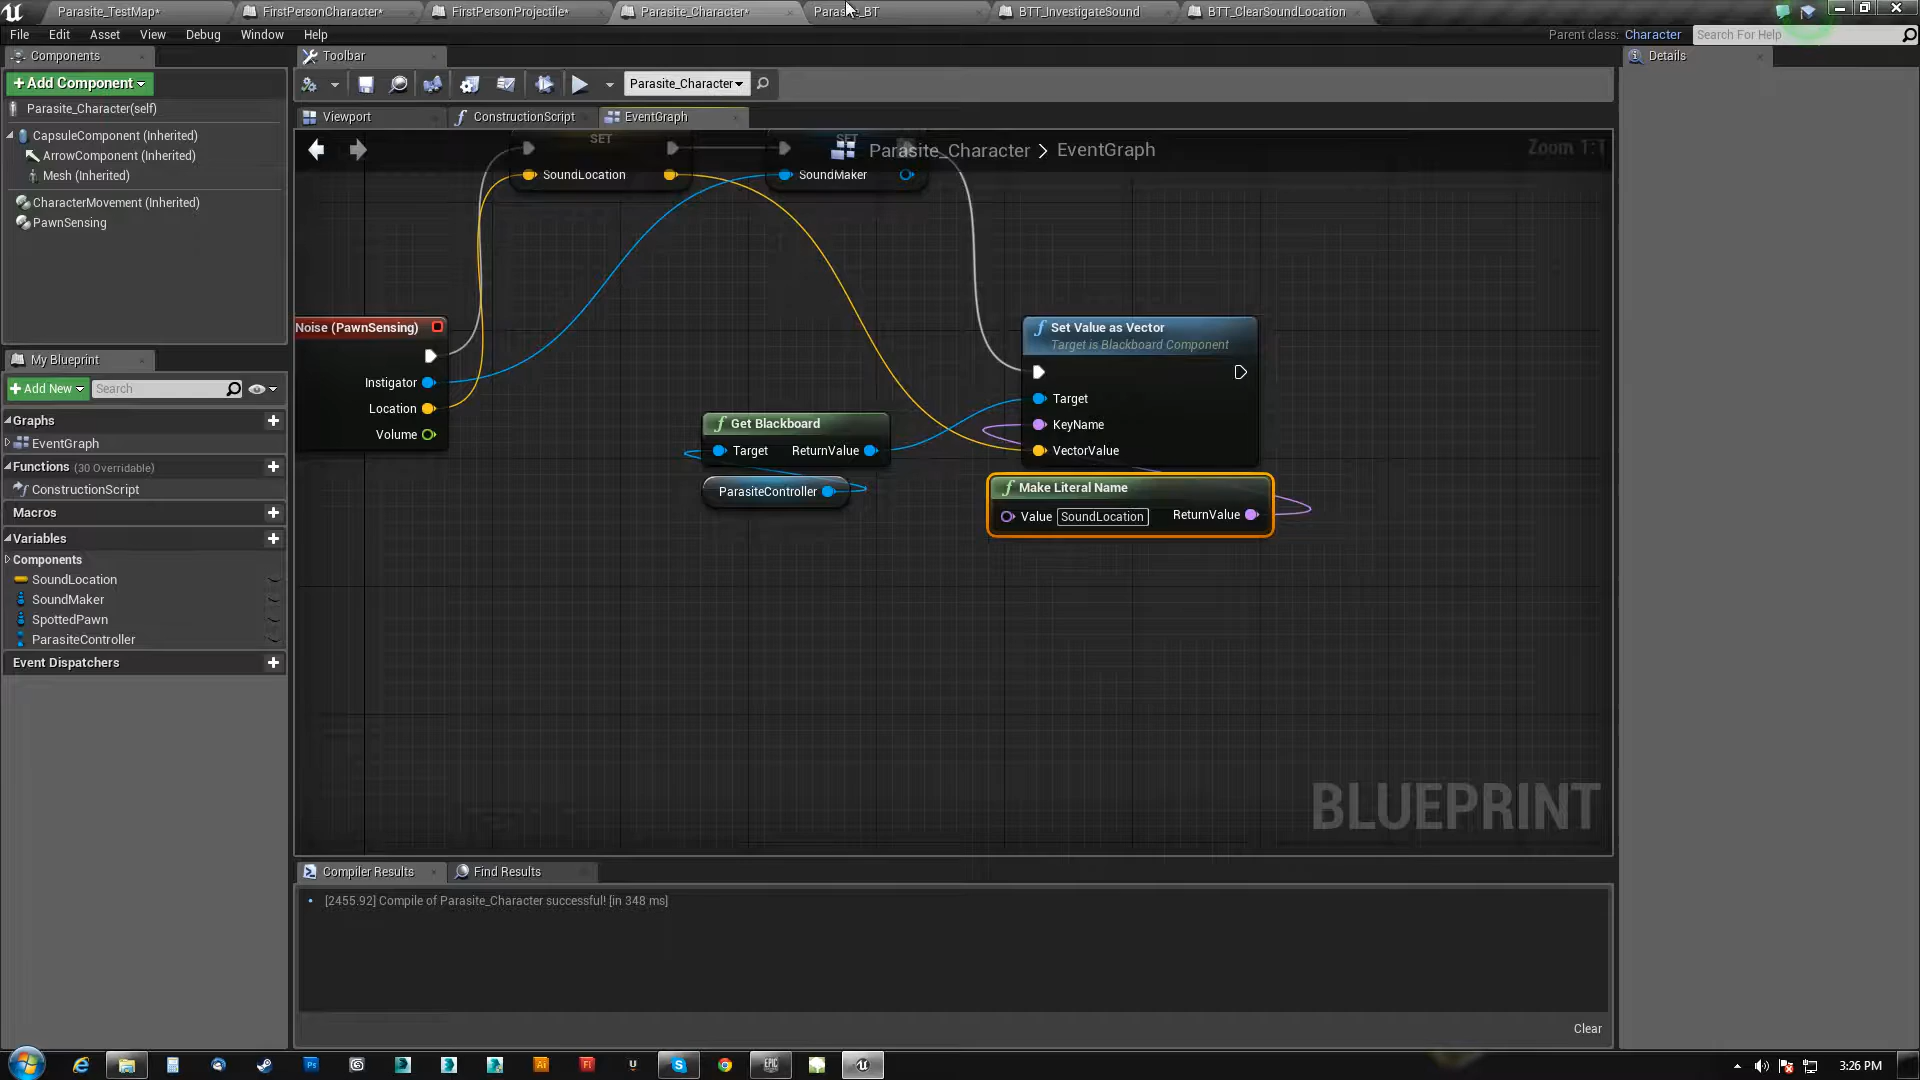 Parasite_TestMap*
FirstPersonCharacter*
FirstPersonProjectile*
Parasite_Character*
BTT_InvestigateSound
BTT_ClearSoundLocation
File Edit Asset View Debug Window Help
Parent class: Character
Search For Help
Components
Toolbar
Details
+Add Component
Parasite_Character
Parasite_Character(self)
Viewport
ConstructionScript
EventGraph
CapsuleComponent (Inherited)
ArrowComponent (Inherited)
Mesh (Inherited)
CharacterMovement (Inherited)
PawnSensing
Parasite_Character > EventGraph
Zoom 1:1
SET
SoundLocation
SET
SoundMaker
Noise (PawnSensing)
Instigator
Location
Volume
Set Value as Vector
Target is Blackboard Component
Target
KeyName
VectorValue
Get Blackboard
Target ReturnValue
ParasiteController
Make Literal Name
Value SoundLocation ReturnValue
My Blueprint
+Add New
Search
Graphs
EventGraph
Functions (30 Overridable)
ConstructionScript
Macros
Variables
Components
SoundLocation
SoundMaker
SpottedPawn
ParasiteController
Event Dispatchers
BLUEPRINT
Compiler Results
Find Results
[2455.92] Compile of Parasite_Character successful! [in 348 ms]
Clear
3:26 PM